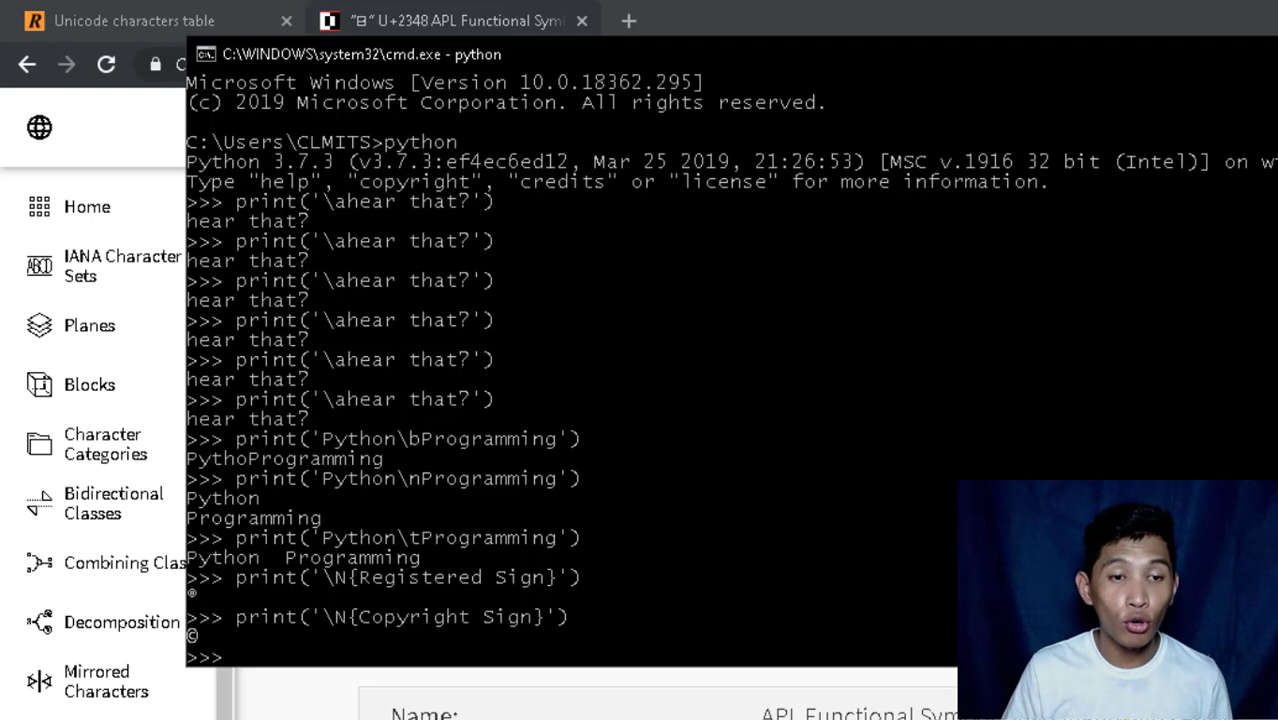 Unicode characters table
"⍈" U+2348 APL Functional Syml
C:\WINDOWS\system32\cmd.exe - python
Microsoft Windows [Version 10.0.18362.295]
(c) 2019 Microsoft Corporation. All rights reserved.
C:\Users\CLMITS>python
Python 3.7.3 (v3.7.3:ef4ec6ed12, Mar 25 2019, 21:26:53) [MSC v.1916 32 bit (Intel)] on wi
Type "help", "copyright", "credits" or "license" for more information.
>>> print('\ahear that?')
hear that?
>>> print('\ahear that?')
hear that?
>>> print('\ahear that?')
hear that?
>>> print('\ahear that?')
hear that?
>>> print('\ahear that?')
hear that?
>>> print('\ahear that?')
hear that?
>>> print('Python\bProgramming')
PythoProgramming
>>> print('Python\nProgramming')
Python
Programming
>>> print('Python\tProgramming')
Python  Programming
>>> print('\N{Registered Sign}')
®
>>> print('\N{Copyright Sign}')
©
>>>
Home
IANA Character
Sets
Planes
Blocks
Character
Categories
Bidirectional
Classes
Combining Clas
Decomposition
Mirrored
Characters
Name:
APL Functional Sym